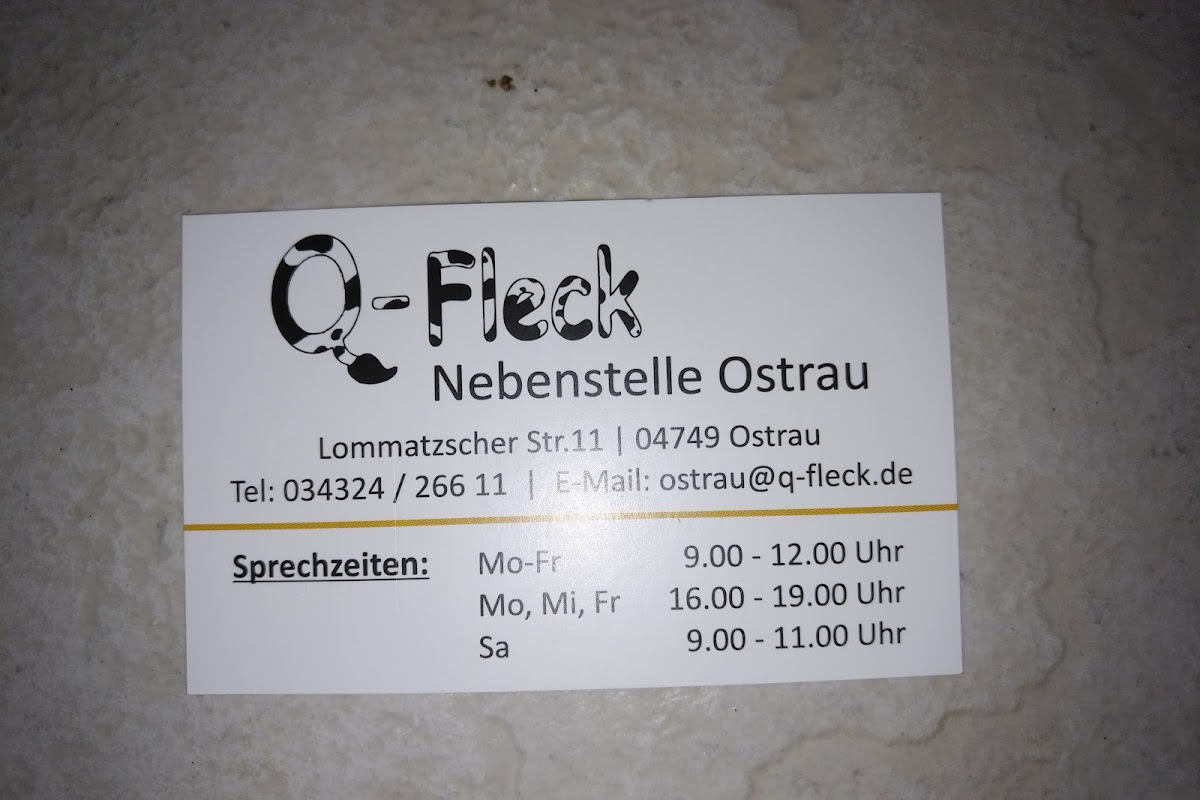 Q-Fleck
Nebenstelle Ostrau
Lommatzscher Str.11 | 04749 Ostrau
Tel: 034324 / 266 11 | E-Mail: ostrau@q-fleck.de
Sprechzeiten: Mo-Fr 9.00 - 12.00 Uhr
Mo, Mi, Fr 16.00 - 19.00 Uhr
Sa 9.00 - 11.00 Uhr